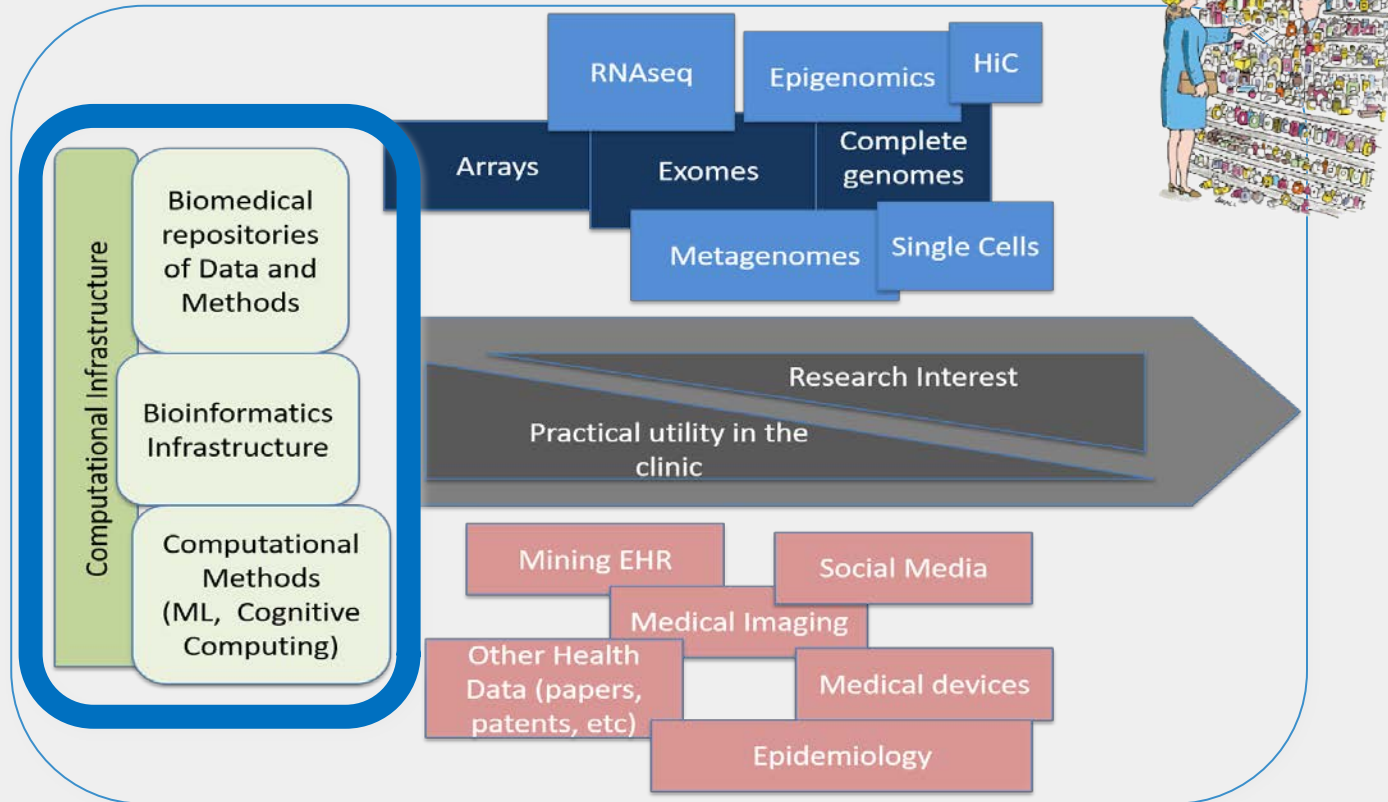 Computational Infrastructure
Biomedical
repositories
of Data and
Methods
Bioinformatics
Infrastructure
Computational
Methods
(ML, Cognitive
Computing)
RNAseq
Epigenomics
HiC
Arrays
Exomes
Complete
genomes
Metagenomes
Single Cells
Research Interest
Practical utility in the
clinic
Mining EHR
Social Media
Medical Imaging
Other Health
Data (papers,
patents, etc)
Medical devices
Epidemiology